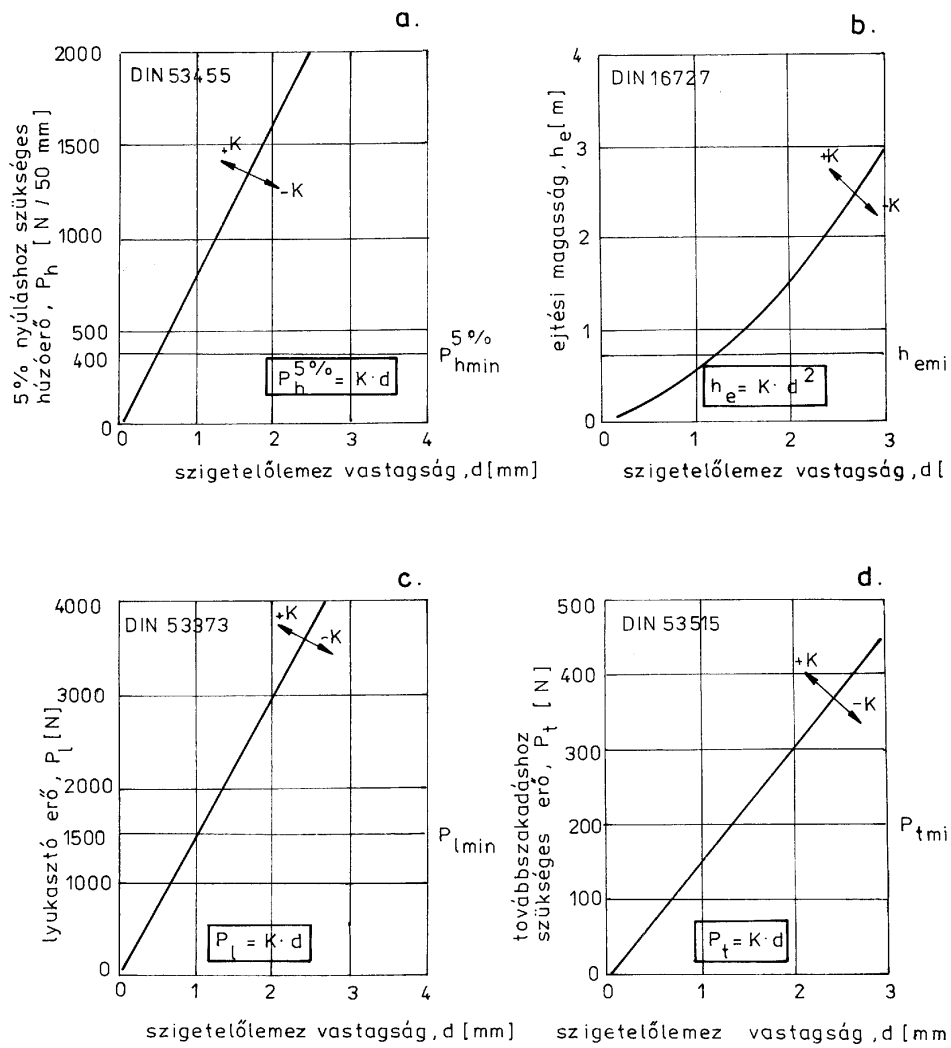 a.
2000
1500
1000
500
400
0
5% nyúláshoz szükséges
húzóerő, P_h [N / 50 mm]
DIN 53455
+K
-K
P_h^5% = K·d
P_hmin^5%
0 1 2 3 4
szigetelőlemez vastagság, d [mm]
b.
4
3
2
1
0
ejtési magasság, h_e [m]
DIN 16727
+K
-K
h_e = K·d^2
h_emi
0 1 2 3
szigetelőlemez vastagság, d [
c.
4000
3000
2000
1500
1000
0
lyukasztó erő, P_l [N]
DIN 53373
+K
-K
P_l = K·d
P_lmin
0 1 2 3 4
szigetelőlemez vastagság, d [mm]
d.
500
400
300
200
100
0
továbbszakadáshoz
szükséges erő, P_t [N]
DIN 53515
+K
-K
P_t = K·d
P_tmi
0 1 2 3
szigetelőlemez vastagság, d [mm